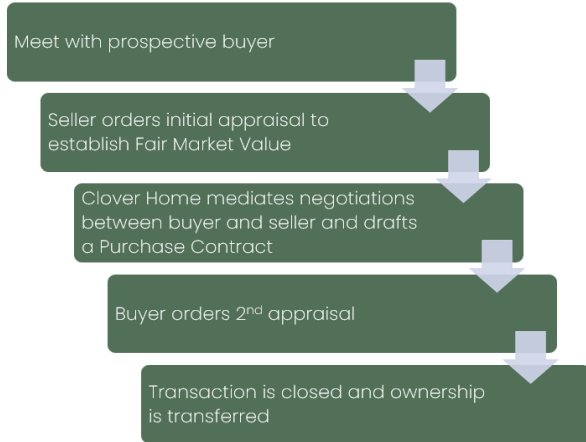 Meet with prospective buyer
Seller orders initial appraisal to
establish Fair Market Value
Clover Home mediates negotiations
between buyer and seller and drafts
a Purchase Contract
Buyer orders 2nd appraisal
Transaction is closed and ownership
is transferred